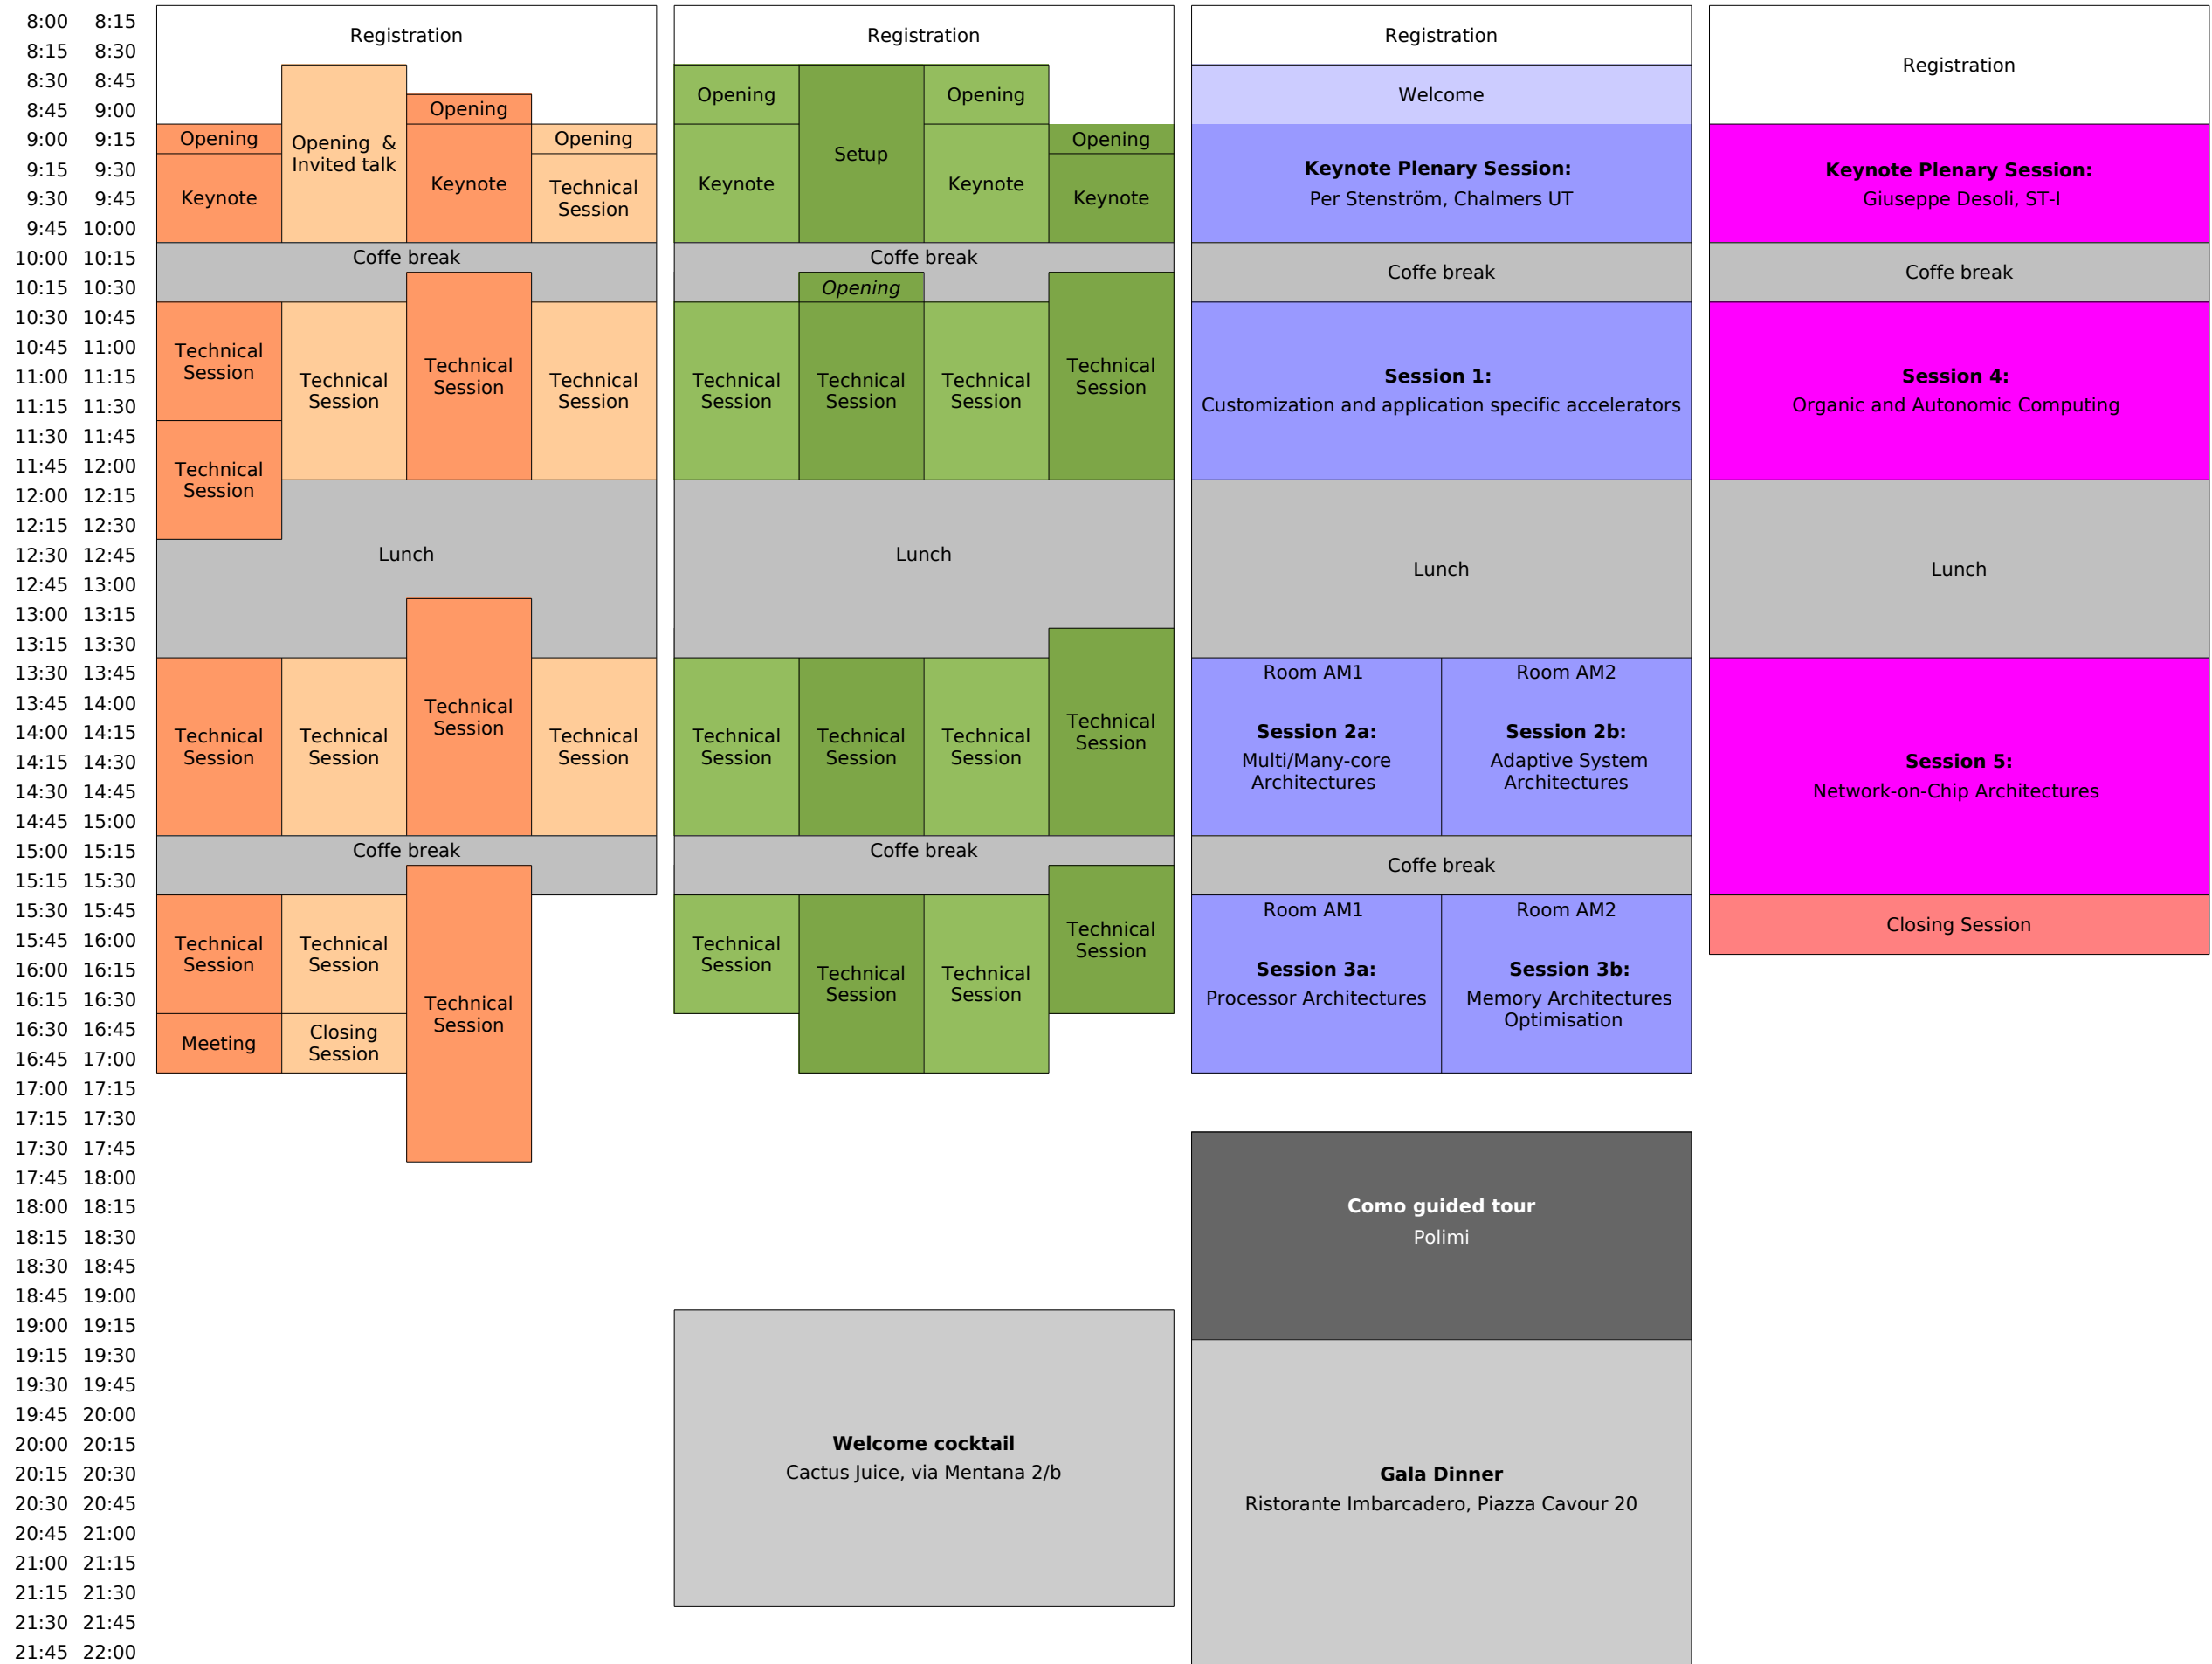 8:00 8:15
8:15 8:30
8:30 8:45
8:45 9:00
9:00 9:15
9:15 9:30
9:30 9:45
9:45 10:00
10:00 10:15
10:15 10:30
10:30 10:45
10:45 11:00
11:00 11:15
11:15 11:30
11:30 11:45
11:45 12:00
12:00 12:15
12:15 12:30
12:30 12:45
12:45 13:00
13:00 13:15
13:15 13:30
13:30 13:45
13:45 14:00
14:00 14:15
14:15 14:30
14:30 14:45
14:45 15:00
15:00 15:15
15:15 15:30
15:30 15:45
15:45 16:00
16:00 16:15
16:15 16:30
16:30 16:45
16:45 17:00
17:00 17:15
17:15 17:30
17:30 17:45
17:45 18:00
18:00 18:15
18:15 18:30
18:30 18:45
18:45 19:00
19:00 19:15
19:15 19:30
19:30 19:45
19:45 20:00
20:00 20:15
20:15 20:30
20:30 20:45
20:45 21:00
21:00 21:15
21:15 21:30
21:30 21:45
21:45 22:00
Registration
Opening
Keynote
Opening &
Invited talk
Opening
Keynote
Opening
Technical
Session
Coffe break
Technical
Session
Technical
Session
Technical
Session
Technical
Session
Technical
Session
Lunch
Technical
Session
Technical
Session
Technical
Session
Technical
Session
Coffe break
Technical
Session
Meeting
Technical
Session
Closing
Session
Technical
Session
Registration
Opening
Keynote
Setup
Opening
Keynote
Opening
Keynote
Coffe break
Opening
Technical
Session
Technical
Session
Technical
Session
Technical
Session
Lunch
Technical
Session
Technical
Session
Technical
Session
Technical
Session
Coffe break
Technical
Session
Technical
Session
Technical
Session
Technical
Session
Welcome cocktail
Cactus Juice, via Mentana 2/b
Registration
Welcome
Keynote Plenary Session:
Per Stenström, Chalmers UT
Coffe break
Session 1:
Customization and application specific accelerators
Lunch
Room AM1
Session 2a:
Multi/Many-core
Architectures
Room AM2
Session 2b:
Adaptive System
Architectures
Coffe break
Room AM1
Session 3a:
Processor Architectures
Room AM2
Session 3b:
Memory Architectures
Optimisation
Como guided tour
Polimi
Gala Dinner
Ristorante Imbarcadero, Piazza Cavour 20
Registration
Keynote Plenary Session:
Giuseppe Desoli, ST-I
Coffe break
Session 4:
Organic and Autonomic Computing
Lunch
Session 5:
Network-on-Chip Architectures
Closing Session